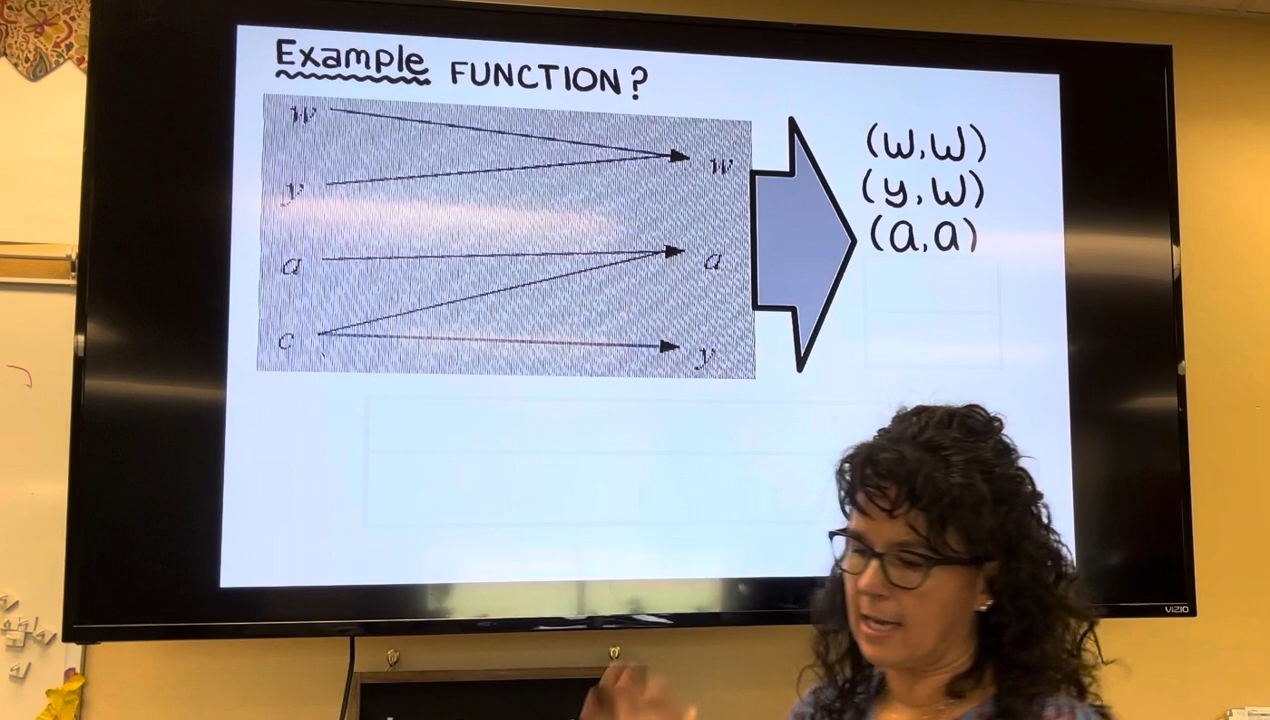 Example FUNCTION?
w
y
a
c
w
a
y
(w,w)
(y,w)
(a,a)
VIZIO